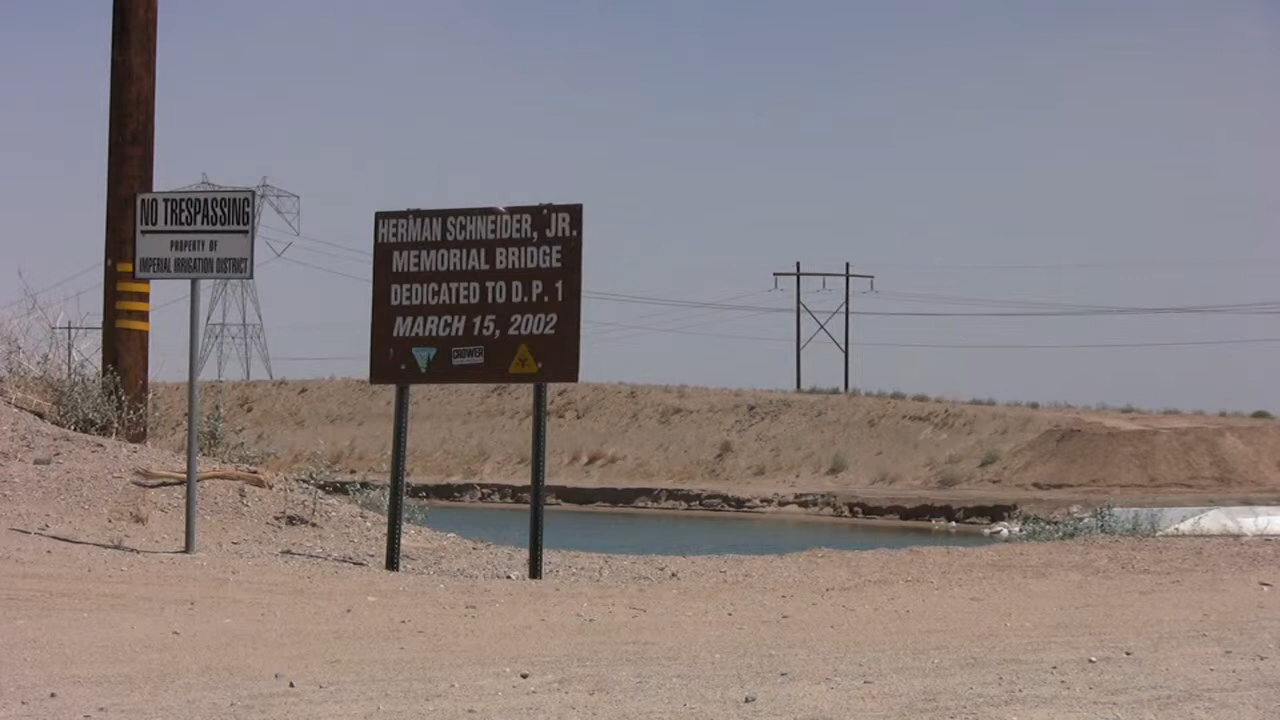 NO TRESPASSING
PROPERTY OF
IMPERIAL IRRIGATION DISTRICT
HERMAN SCHNEIDER, JR.
MEMORIAL BRIDGE
DEDICATED TO D.P. 1
MARCH 15, 2002
CROWER